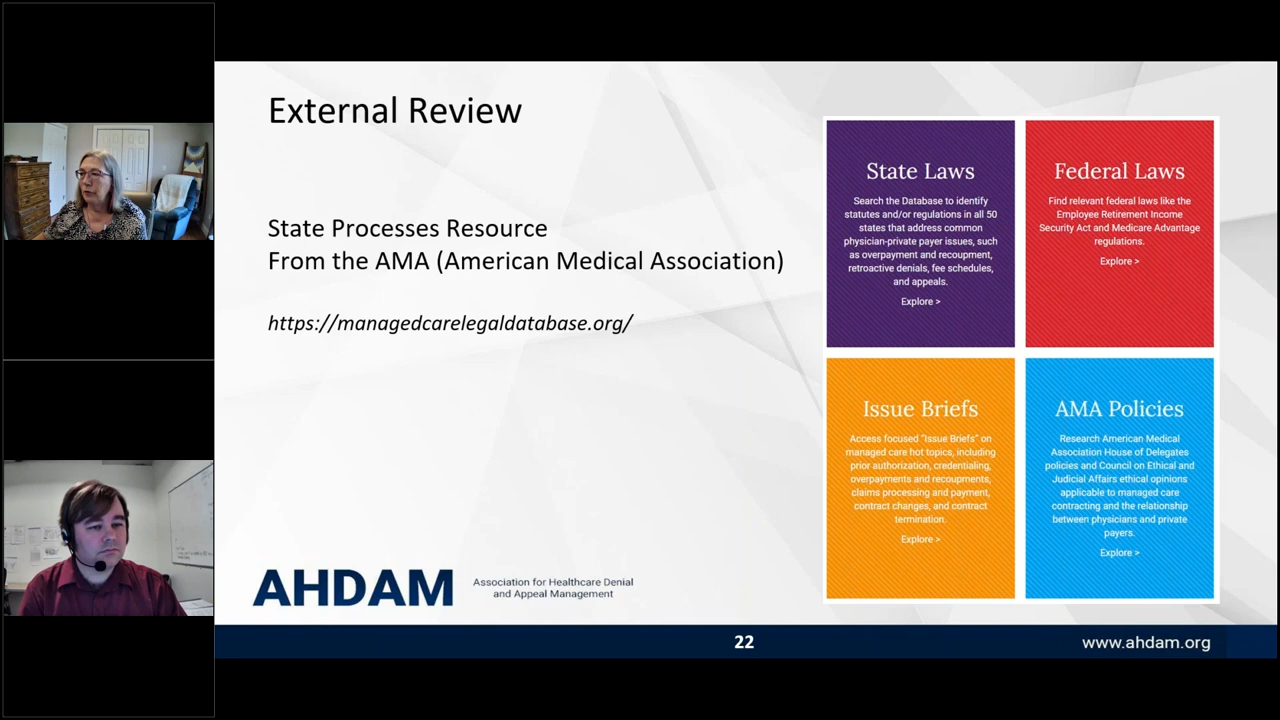 External Review
State Processes Resource
From the AMA (American Medical Association)
https://managedcarelegaldatabase.org/
State Laws
Search the Database to identify
statutes and/or regulations in all 50
states that address common
physician-private payer issues, such
as overpayment and recoupment,
retroactive denials, fee schedules,
and appeals.
Explore >
Federal Laws
Find relevant federal laws like the
Employee Retirement Income
Security Act and Medicare Advantage
regulations.
Explore >
Issue Briefs
Access focused "Issue Briefs" on
managed care hot topics, including
prior authorization, credentialing,
overpayments and recoupments,
claims processing and payment,
contract changes, and contract
termination.
Explore >
AMA Policies
Research American Medical
Association House of Delegates
policies and Council on Ethical and
Judicial Affairs ethical opinions
applicable to managed care
contracting and the relationship
between physicians and private
payers.
Explore >
AHDAM
Association for Healthcare Denial
and Appeal Management
22
www.ahdam.org